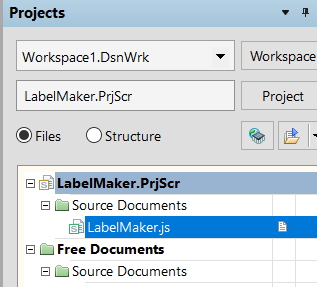 Projects
Workspace1.DsnWrk
Workspace
LabelMaker.PrjScr
Project
Files
Structure
LabelMaker.PrjScr
Source Documents
LabelMaker.js
Free Documents
Source Documents